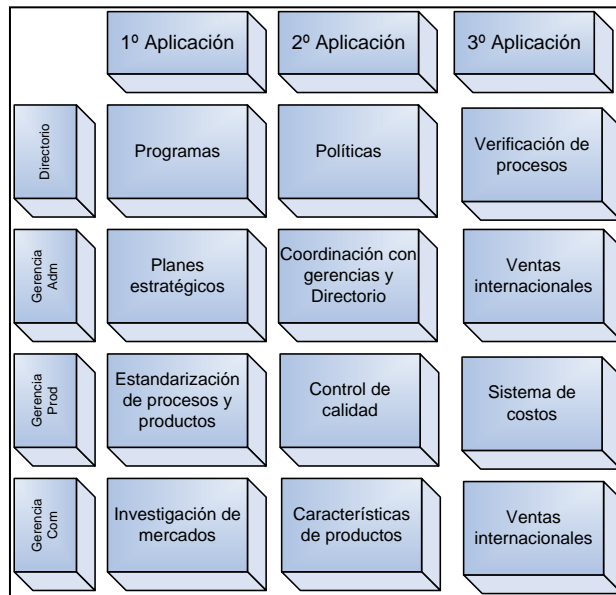 1º Aplicación
2º Aplicación
3º Aplicación
Directorio
Programas
Políticas
Verificación de
procesos
Gerencia
Adm
Planes
estratégicos
Coordinación con
gerencias y
Directorio
Ventas
internacionales
Gerencia
Prod
Estandarización
de procesos y
productos
Control de
calidad
Sistema de
costos
Gerencia
Com
Investigación de
mercados
Características
de productos
Ventas
internacionales